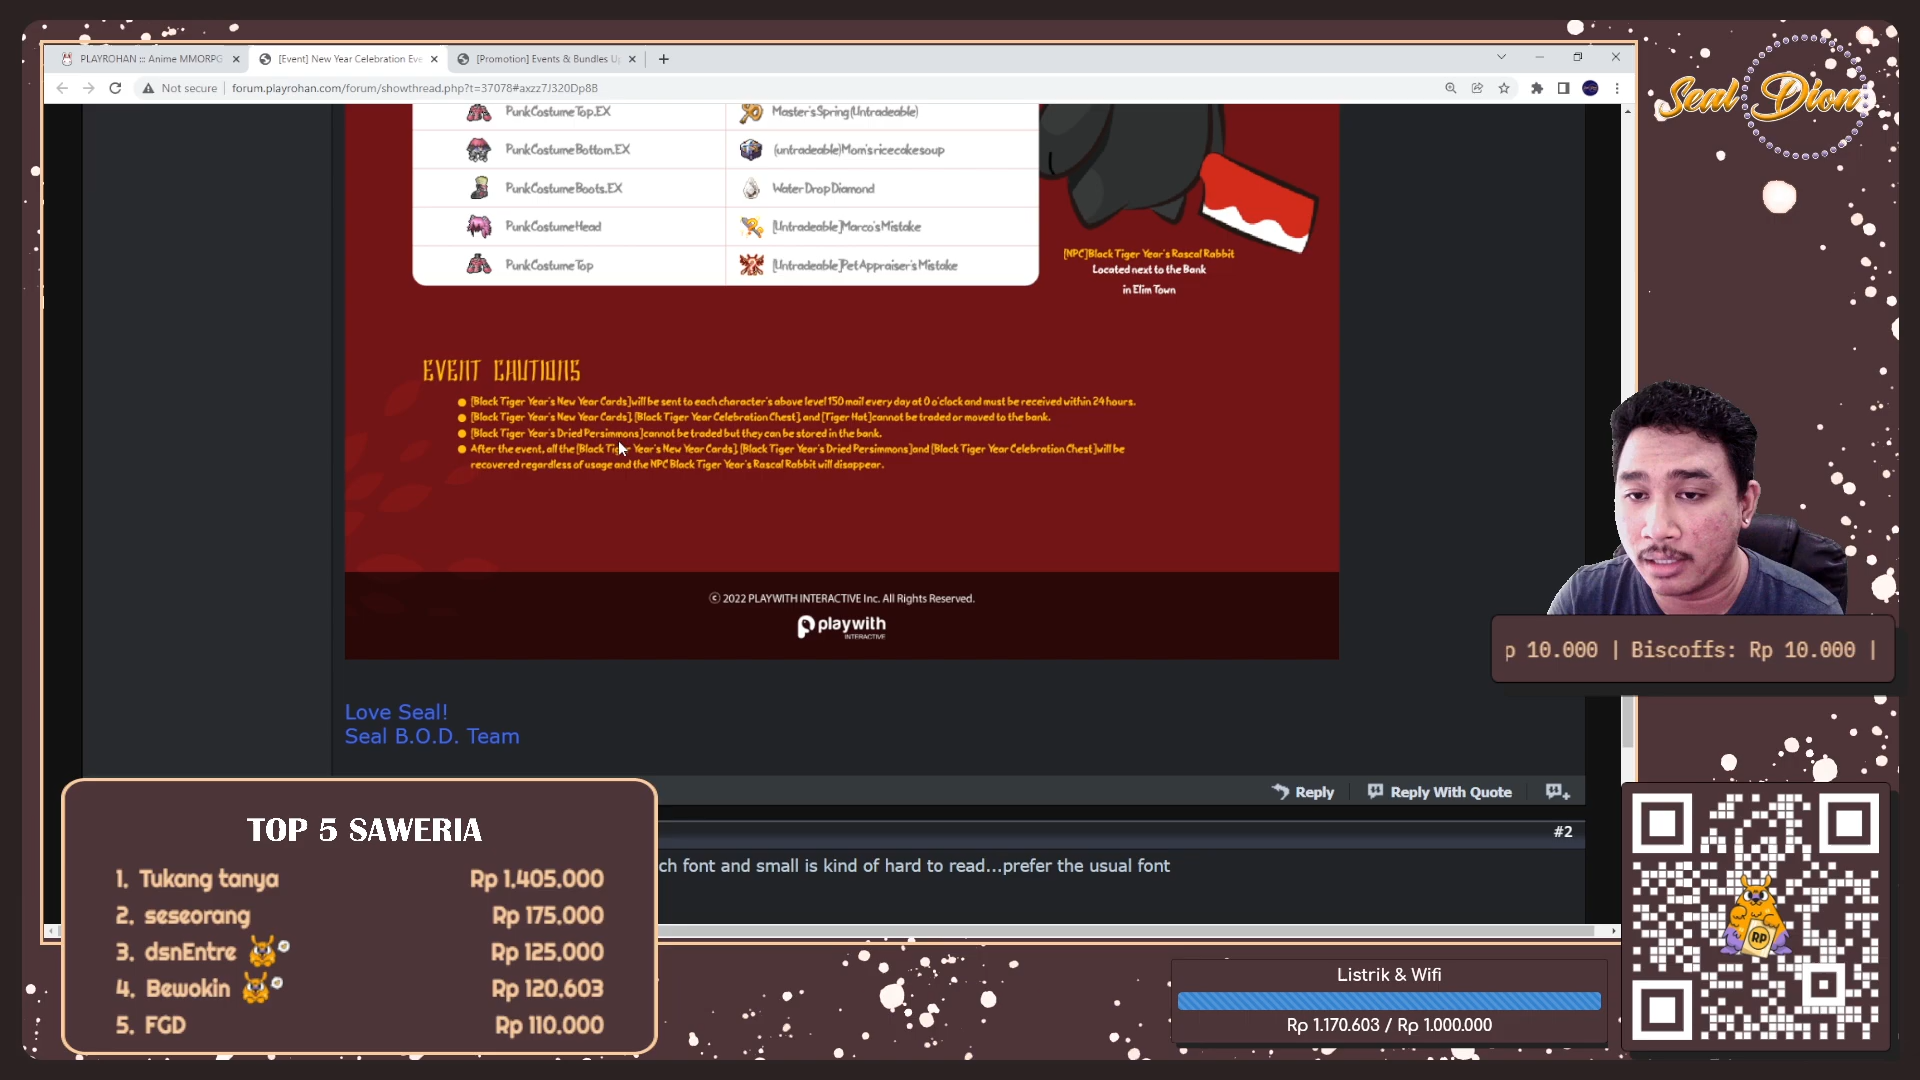 PLAYROHAN ::: Anime MMORPG
[Event] New Year Celebration Eve
[Promotion] Events & Bundles U
Not secure
forum.playrohan.com/forum/showthread.php?t=37078#axzz7J320Dp8B
Seal Dion
PunkCostumeTop.EX
Master's Spring(Untradeable)
PunkCostumeBottom.EX
(untradeable)Mom's ricecakesoup
PunkCostumeBoots.EX
Water Drop Diamond
PunkCostumeHead
[Untradeable]Marco's Mistake
PunkCostumeTop
[Untradeable]Pet Appraiser's Mistake
[NPC]Black Tiger Year's Rascal Rabbit
Located next to the Bank
in Elim Town
EVENT CAUTIONS
[Black Tiger Year's New Year Cards]will be sent to each character's above level 150 mail every day at 0 o'clock and must be received within 24 hours.
[Black Tiger Year's New Year Cards], [Black Tiger Year Celebration Chest], and [Tiger Hat]cannot be traded or moved to the bank.
[Black Tiger Year's Dried Persimmons]cannot be traded but they can be stored in the bank.
After the event, all the [Black Tiger Year's New Year Cards], [Black Tiger Year's Dried Persimmons]and [Black Tiger Year Celebration Chest]will be
recovered regardless of usage and the NPC Black Tiger Year's Rascal Rabbit will disappear.
© 2022 PLAYWITH INTERACTIVE Inc. All Rights Reserved.
playwith
INTERACTIVE
p 10.000 | Biscoffs: Rp 10.000 |
Love Seal!
Seal B.O.D. Team
Reply
Reply With Quote
#2
ch font and small is kind of hard to read...prefer the usual font
TOP 5 SAWERIA
1. Tukang tanya Rp 1.405.000
2. seseorang Rp 175.000
3. dsnEntre Rp 125.000
4. Bewokin Rp 120.603
5. FGD Rp 110.000
Listrik & Wifi
Rp 1.170.603 / Rp 1.000.000
RP